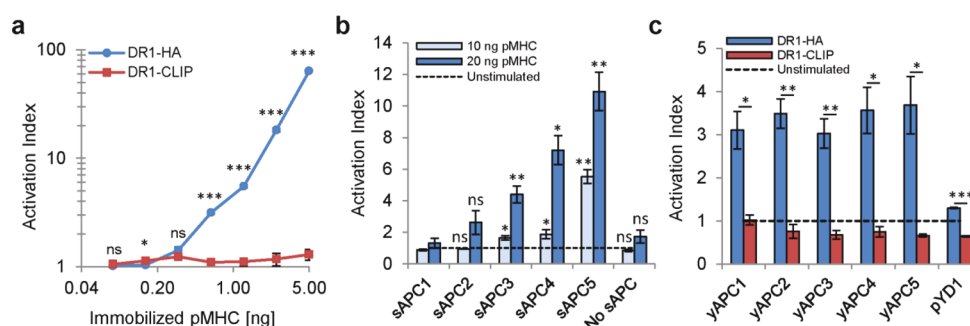 a
DR1-HA
DR1-CLIP
Activation Index
100
10
1
ns
*
ns
***
***
***
***
0.04
0.20
1.00
5.00
Immobilized pMHC [ng]
b
10 ng pMHC
20 ng pMHC
Unstimulated
Activation Index
14
12
10
8
6
4
2
0
ns
*
**
*
*
**
**
ns
sAPC1
sAPC2
sAPC3
sAPC4
sAPC5
No sAPC
c
DR1-HA
DR1-CLIP
Unstimulated
Activation Index
5
4
3
2
1
0
*
**
**
*
*
***
yAPC1
yAPC2
yAPC3
yAPC4
yAPC5
pYD1